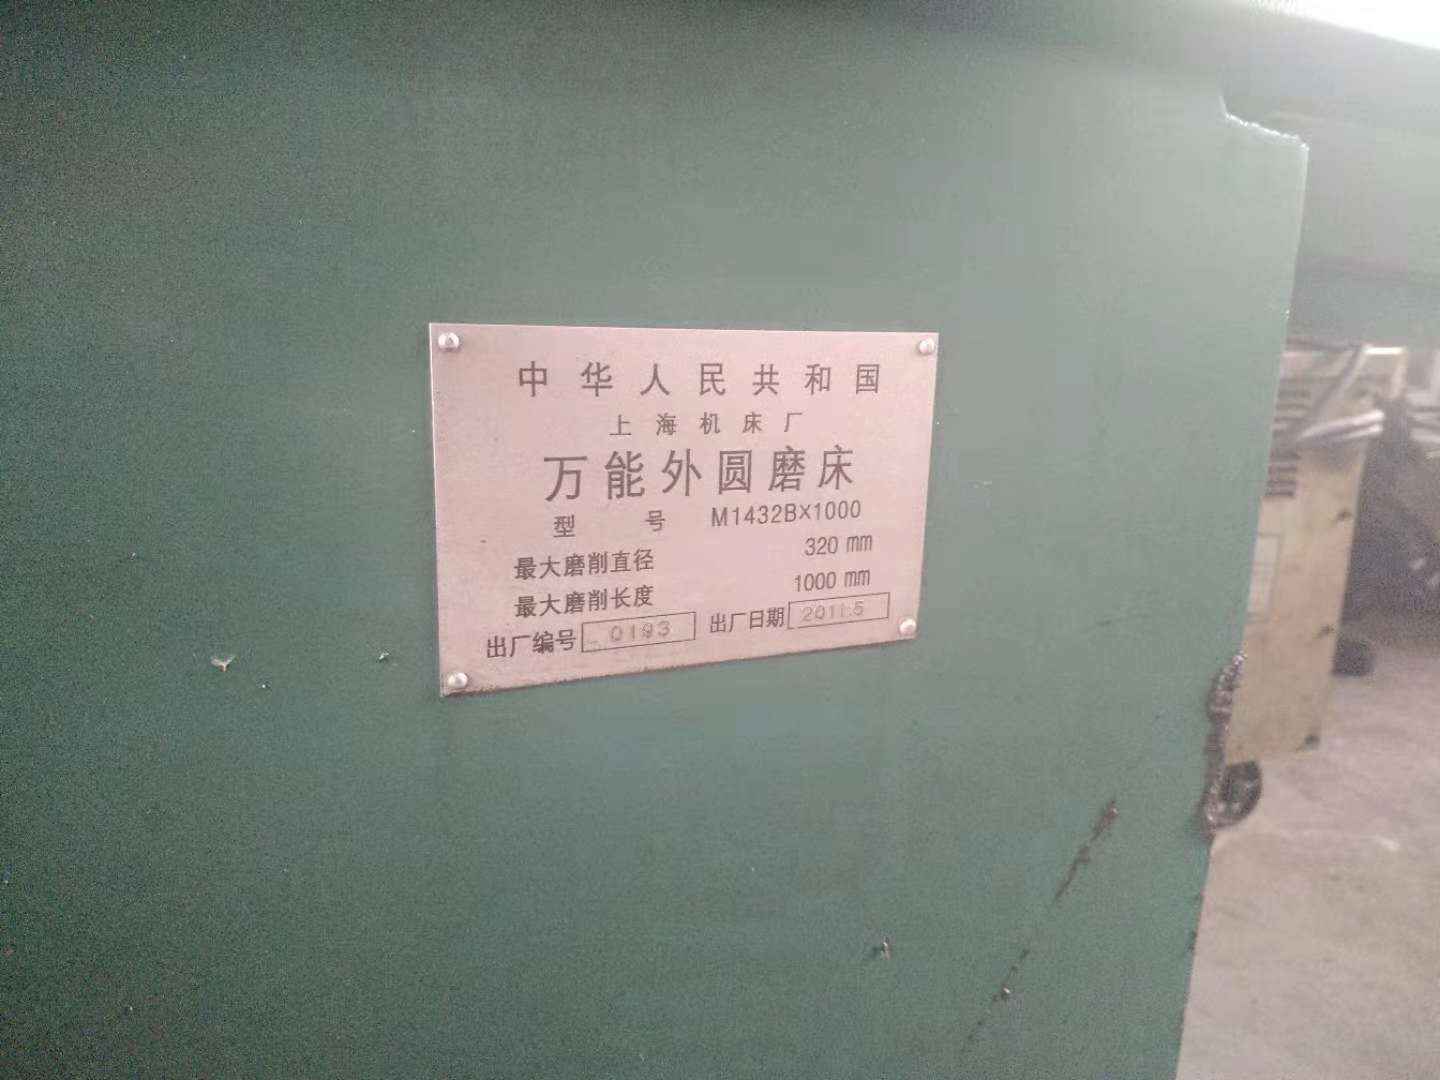 中华人民共和国
上海机床厂
万能外圆磨床
型 号 M1432B×1000
最大磨削直径 320 mm
最大磨削长度 1000 mm
出厂编号 0193 出厂日期 2011.5